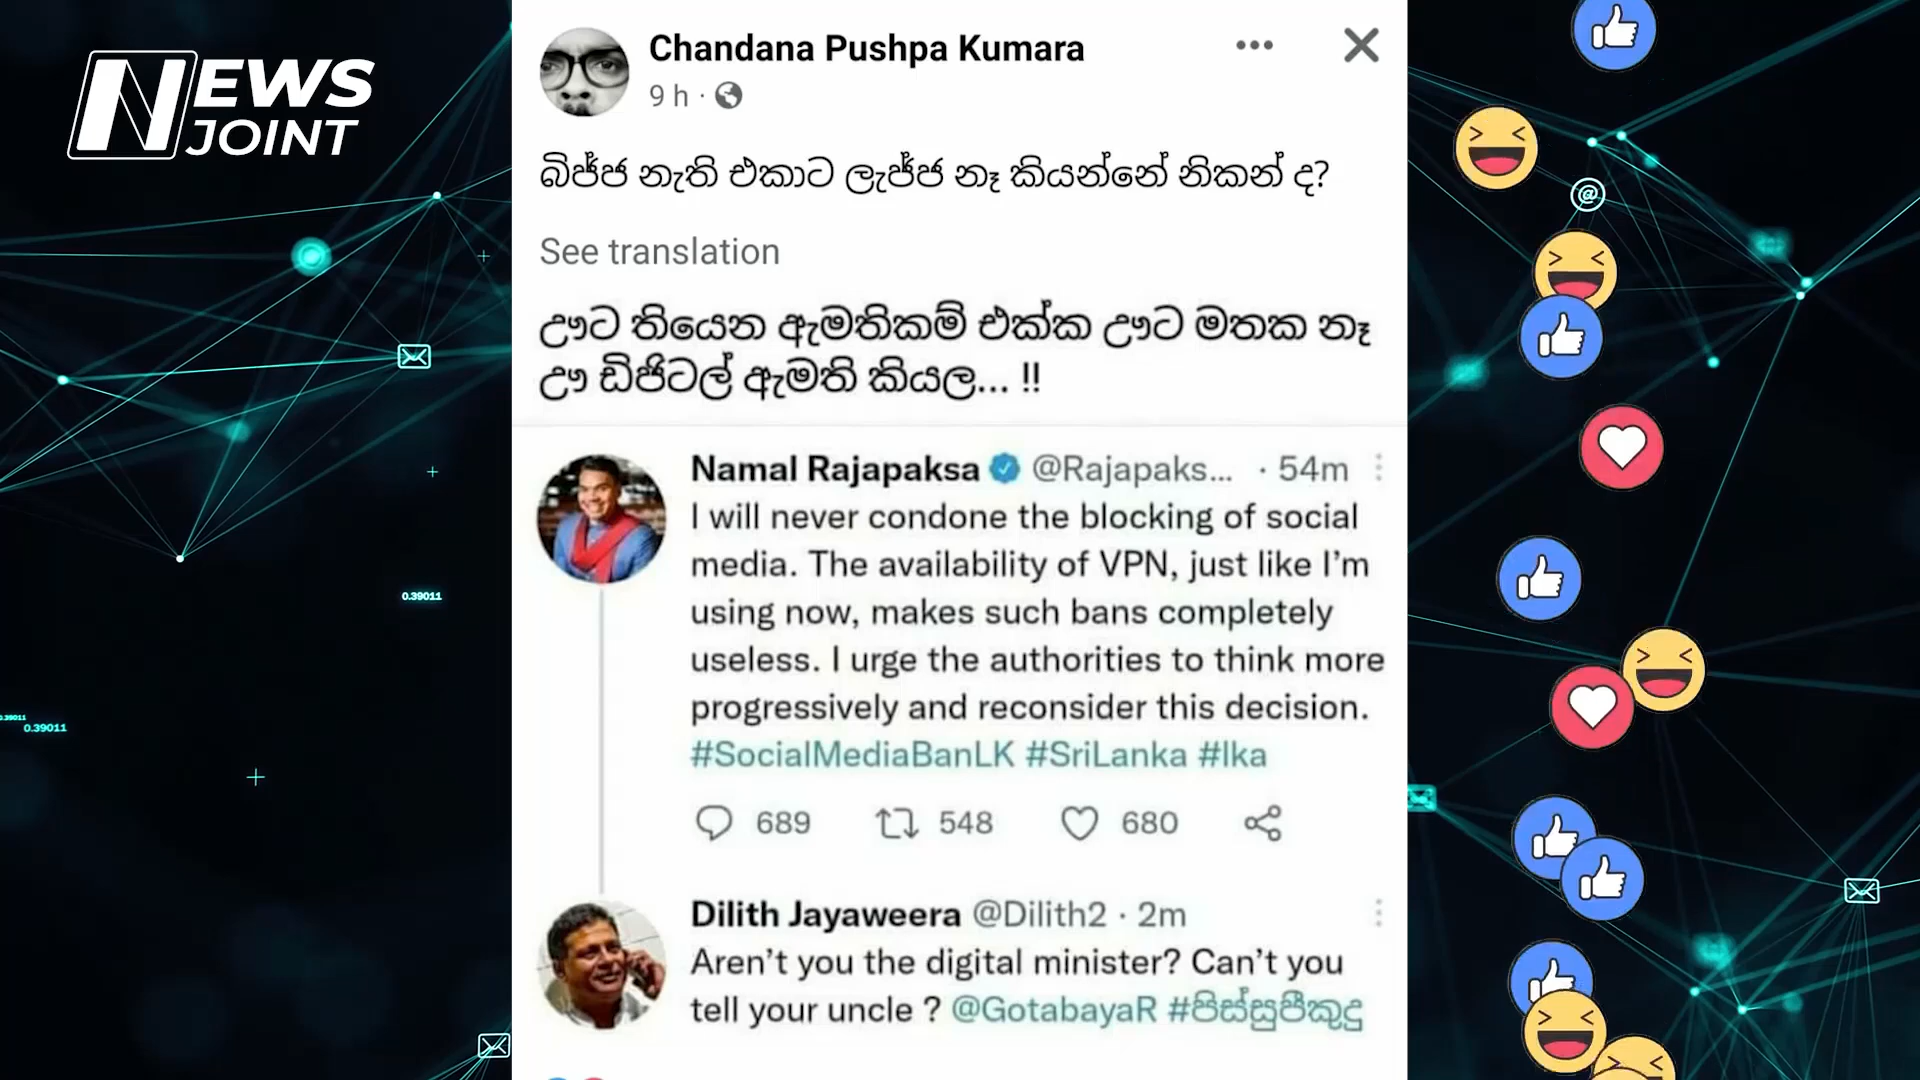 NEWS
JOINT
Chandana Pushpa Kumara
9 h ·
බිජ්ජ නැති එකාට ලැජ්ජ නෑ කියන්නේ නිකන් ද?
See translation
ඌට තියෙන ඇමතිකම් එක්ක ඌට මතක නෑ
ඌ ඩිජිටල් ඇමති කියල... !!
Namal Rajapaksa @Rajapaks... · 54m
I will never condone the blocking of social
media. The availability of VPN, just like I'm
using now, makes such bans completely
useless. I urge the authorities to think more
progressively and reconsider this decision.
#SocialMediaBanLK #SriLanka #lka
689 548 680
Dilith Jayaweera @Dilith2 · 2m
Aren't you the digital minister? Can't you
tell your uncle ? @GotabayaR #පිස්සුපීකුදු
0.39011
0.39011
0.39011